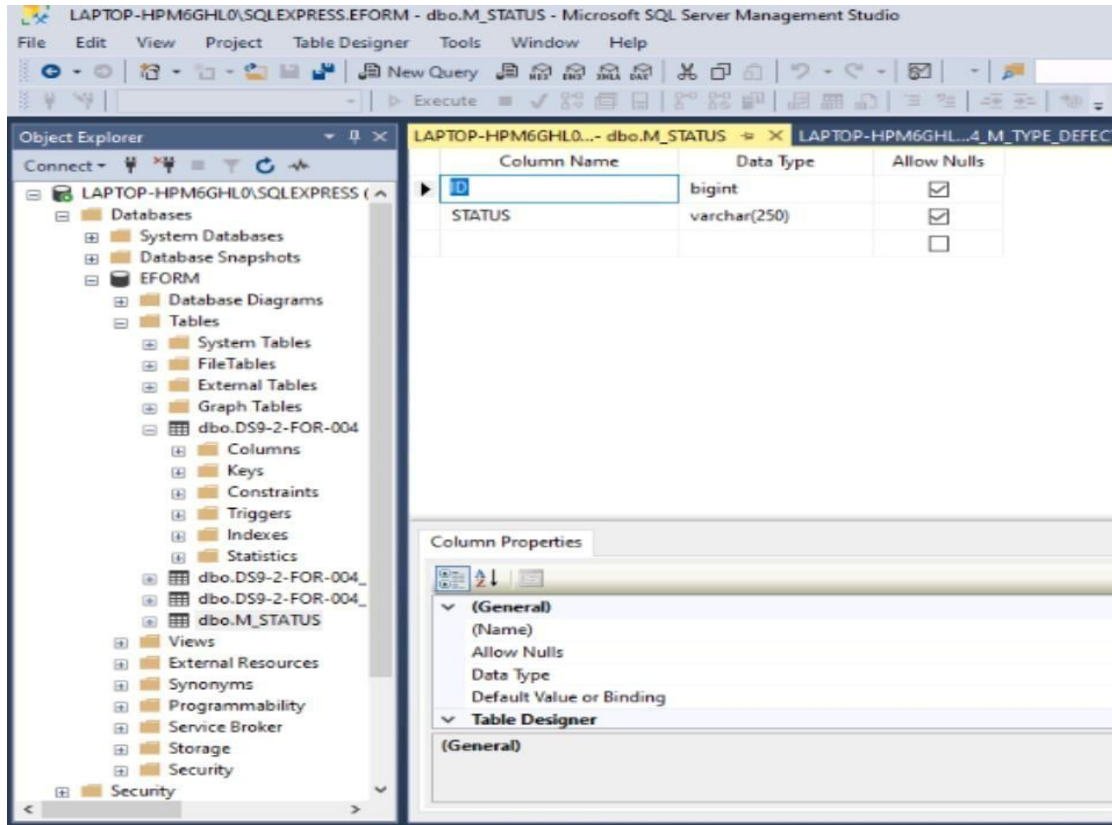 LAPTOP-HPM6GHL0\SQLEXPRESS.EFORM - dbo.M_STATUS - Microsoft SQL Server Management Studio
File Edit View Project Table Designer Tools Window Help
New Query MDX DMX XMLA DAX
Execute
Object Explorer
Connect
LAPTOP-HPM6GHL0\SQLEXPRESS (
Databases
System Databases
Database Snapshots
EFORM
Database Diagrams
Tables
System Tables
FileTables
External Tables
Graph Tables
dbo.DS9-2-FOR-004
Columns
Keys
Constraints
Triggers
Indexes
Statistics
dbo.DS9-2-FOR-004_
dbo.DS9-2-FOR-004_
dbo.M_STATUS
Views
External Resources
Synonyms
Programmability
Service Broker
Storage
Security
Security
LAPTOP-HPM6GHL0...- dbo.M_STATUS LAPTOP-HPM6GHL...4_M_TYPE_DEFEC
Column Name Data Type Allow Nulls
ID bigint
STATUS varchar(250)
Column Properties
(General)
(Name)
Allow Nulls
Data Type
Default Value or Binding
Table Designer
(General)